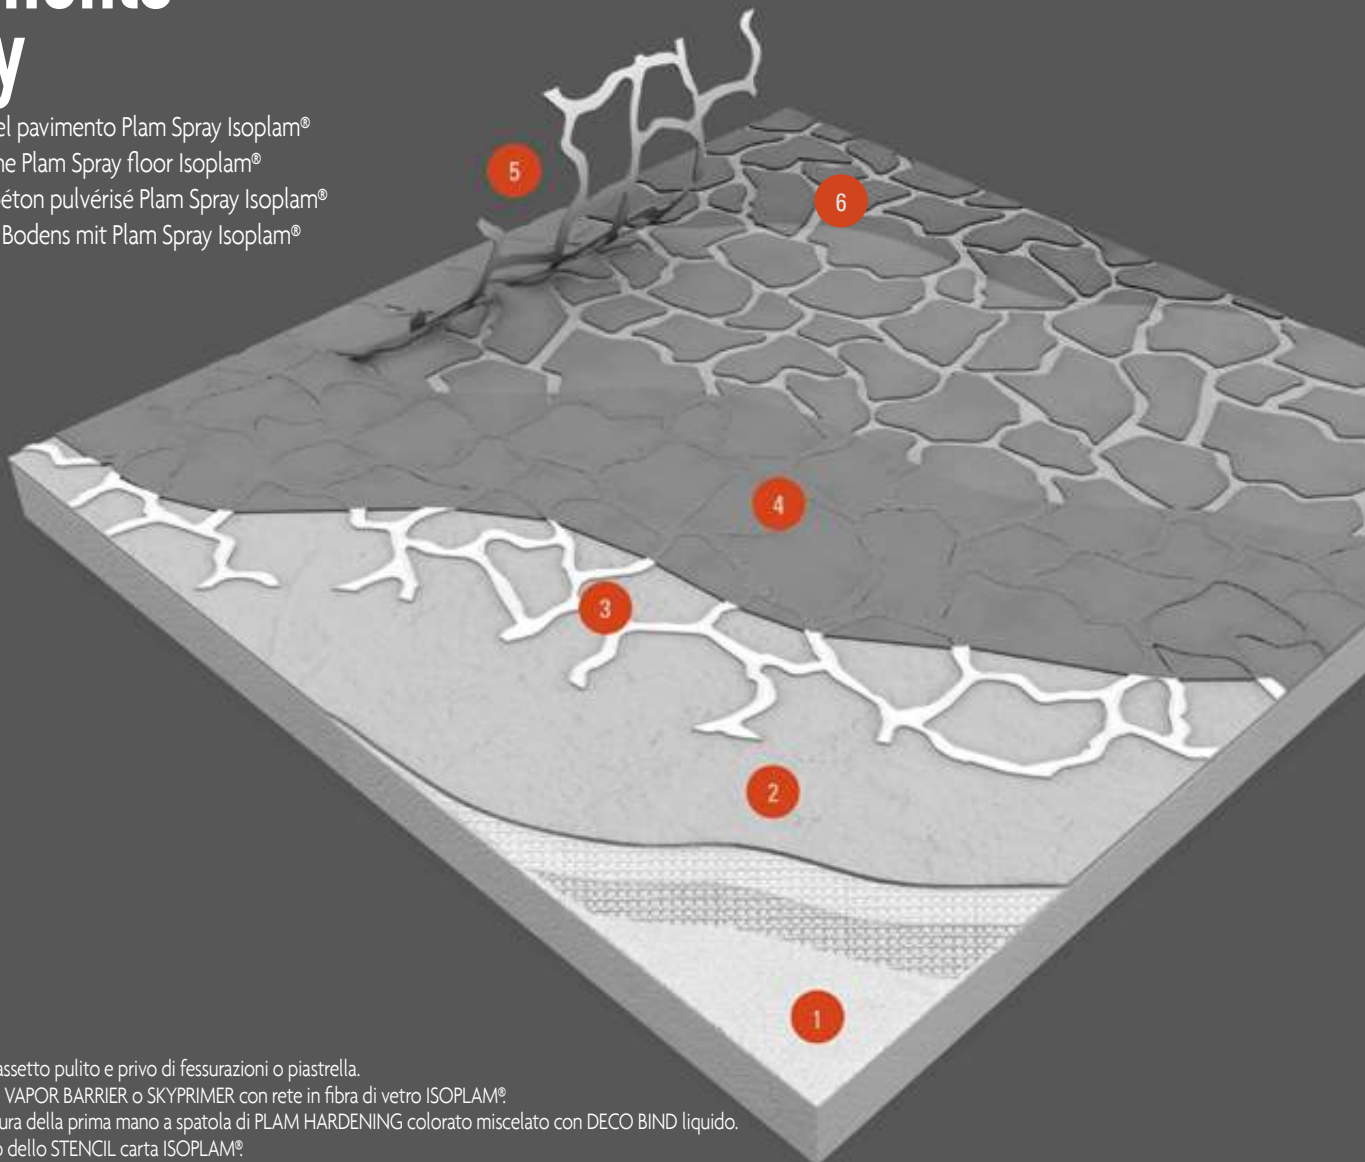 y
el pavimento Plam Spray Isoplam®
ne Plam Spray floor Isoplam®
éton pulvérisé Plam Spray Isoplam®
Bodens mit Plam Spray Isoplam®
5
6
4
3
2
1
assetto pulito e privo di fessurazioni o piastrella.
VAPOR BARRIER o SKYPRIMER con rete in fibra di vetro ISOPLAM®.
ura della prima mano a spatola di PLAM HARDENING colorato miscelato con DECO BIND liquido.
o dello STENCIL carta ISOPLAM®.